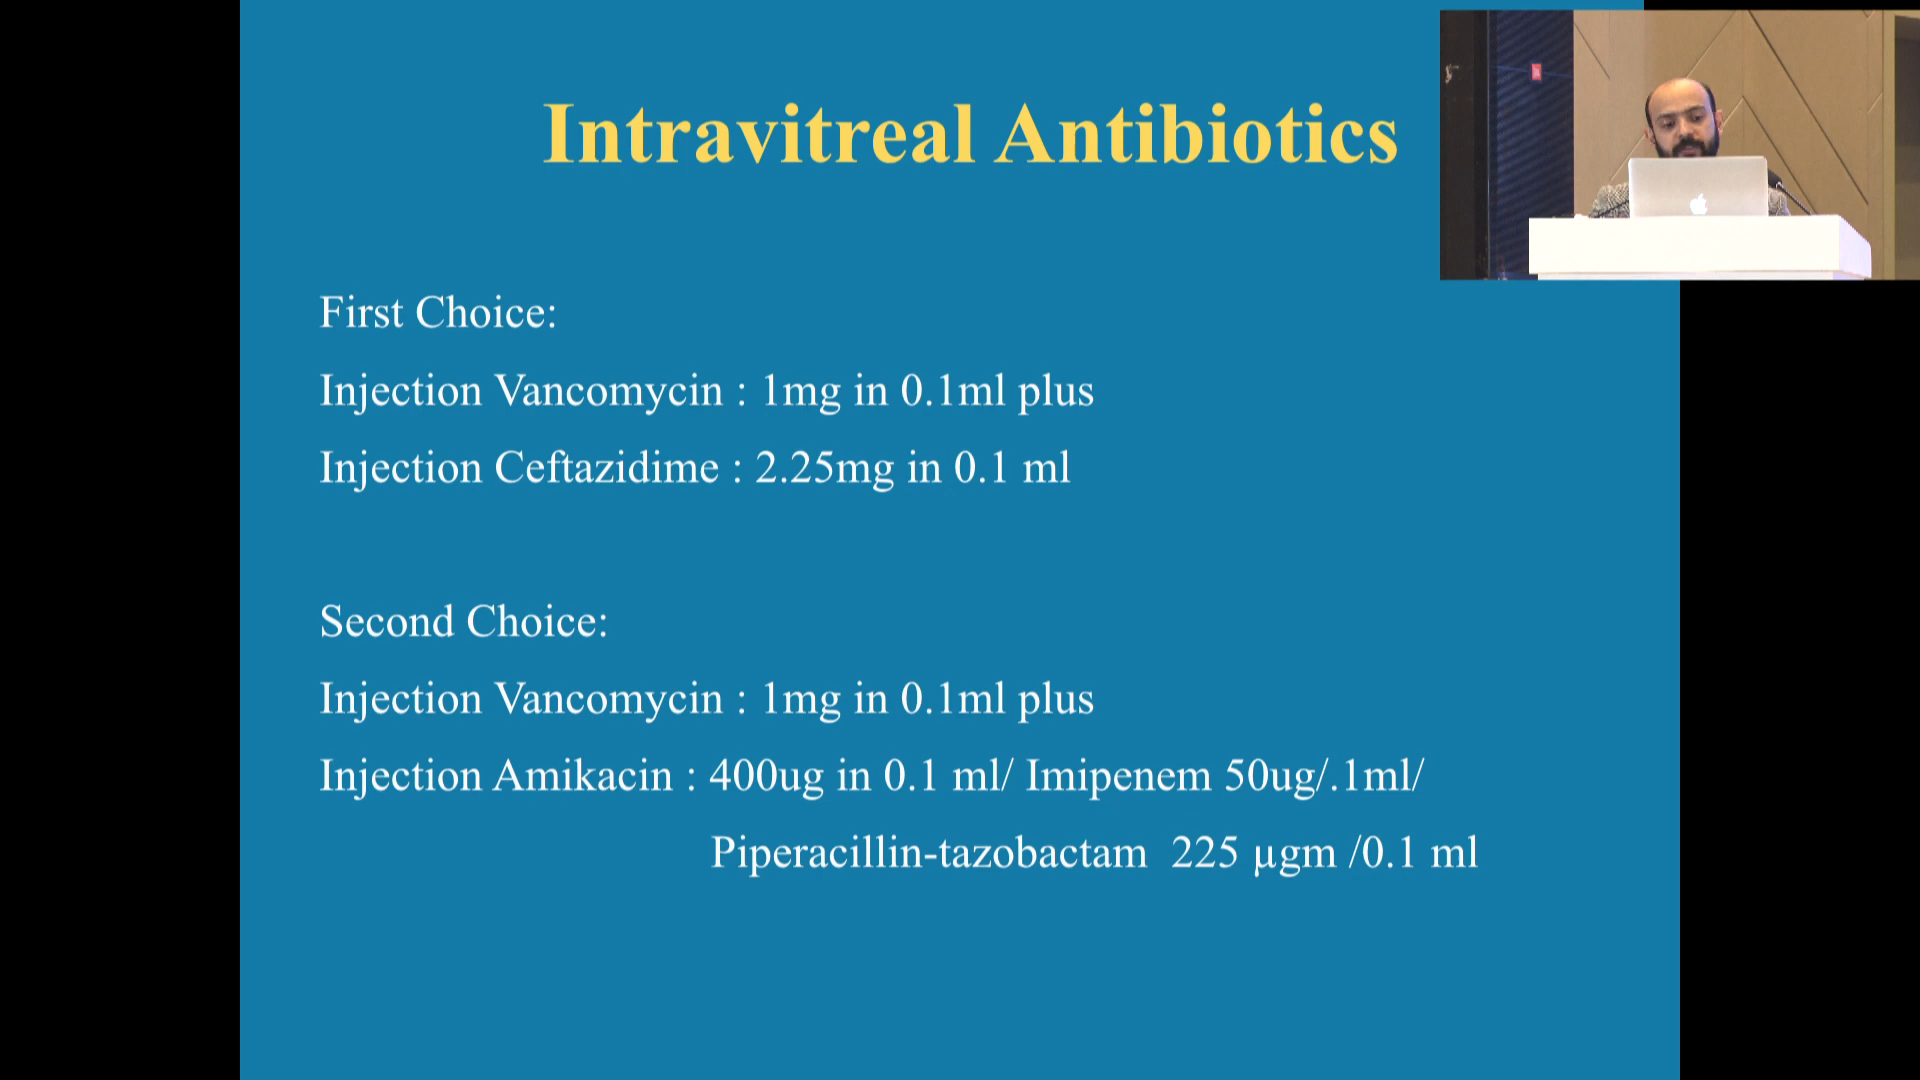 Intravitreal Antibiotics
First Choice:
Injection Vancomycin : 1mg in 0.1ml plus
Injection Ceftazidime : 2.25mg in 0.1 ml
Second Choice:
Injection Vancomycin : 1mg in 0.1ml plus
Injection Amikacin : 400ug in 0.1 ml/ Imipenem 50ug/.1ml/
Piperacillin-tazobactam 225 µgm /0.1 ml